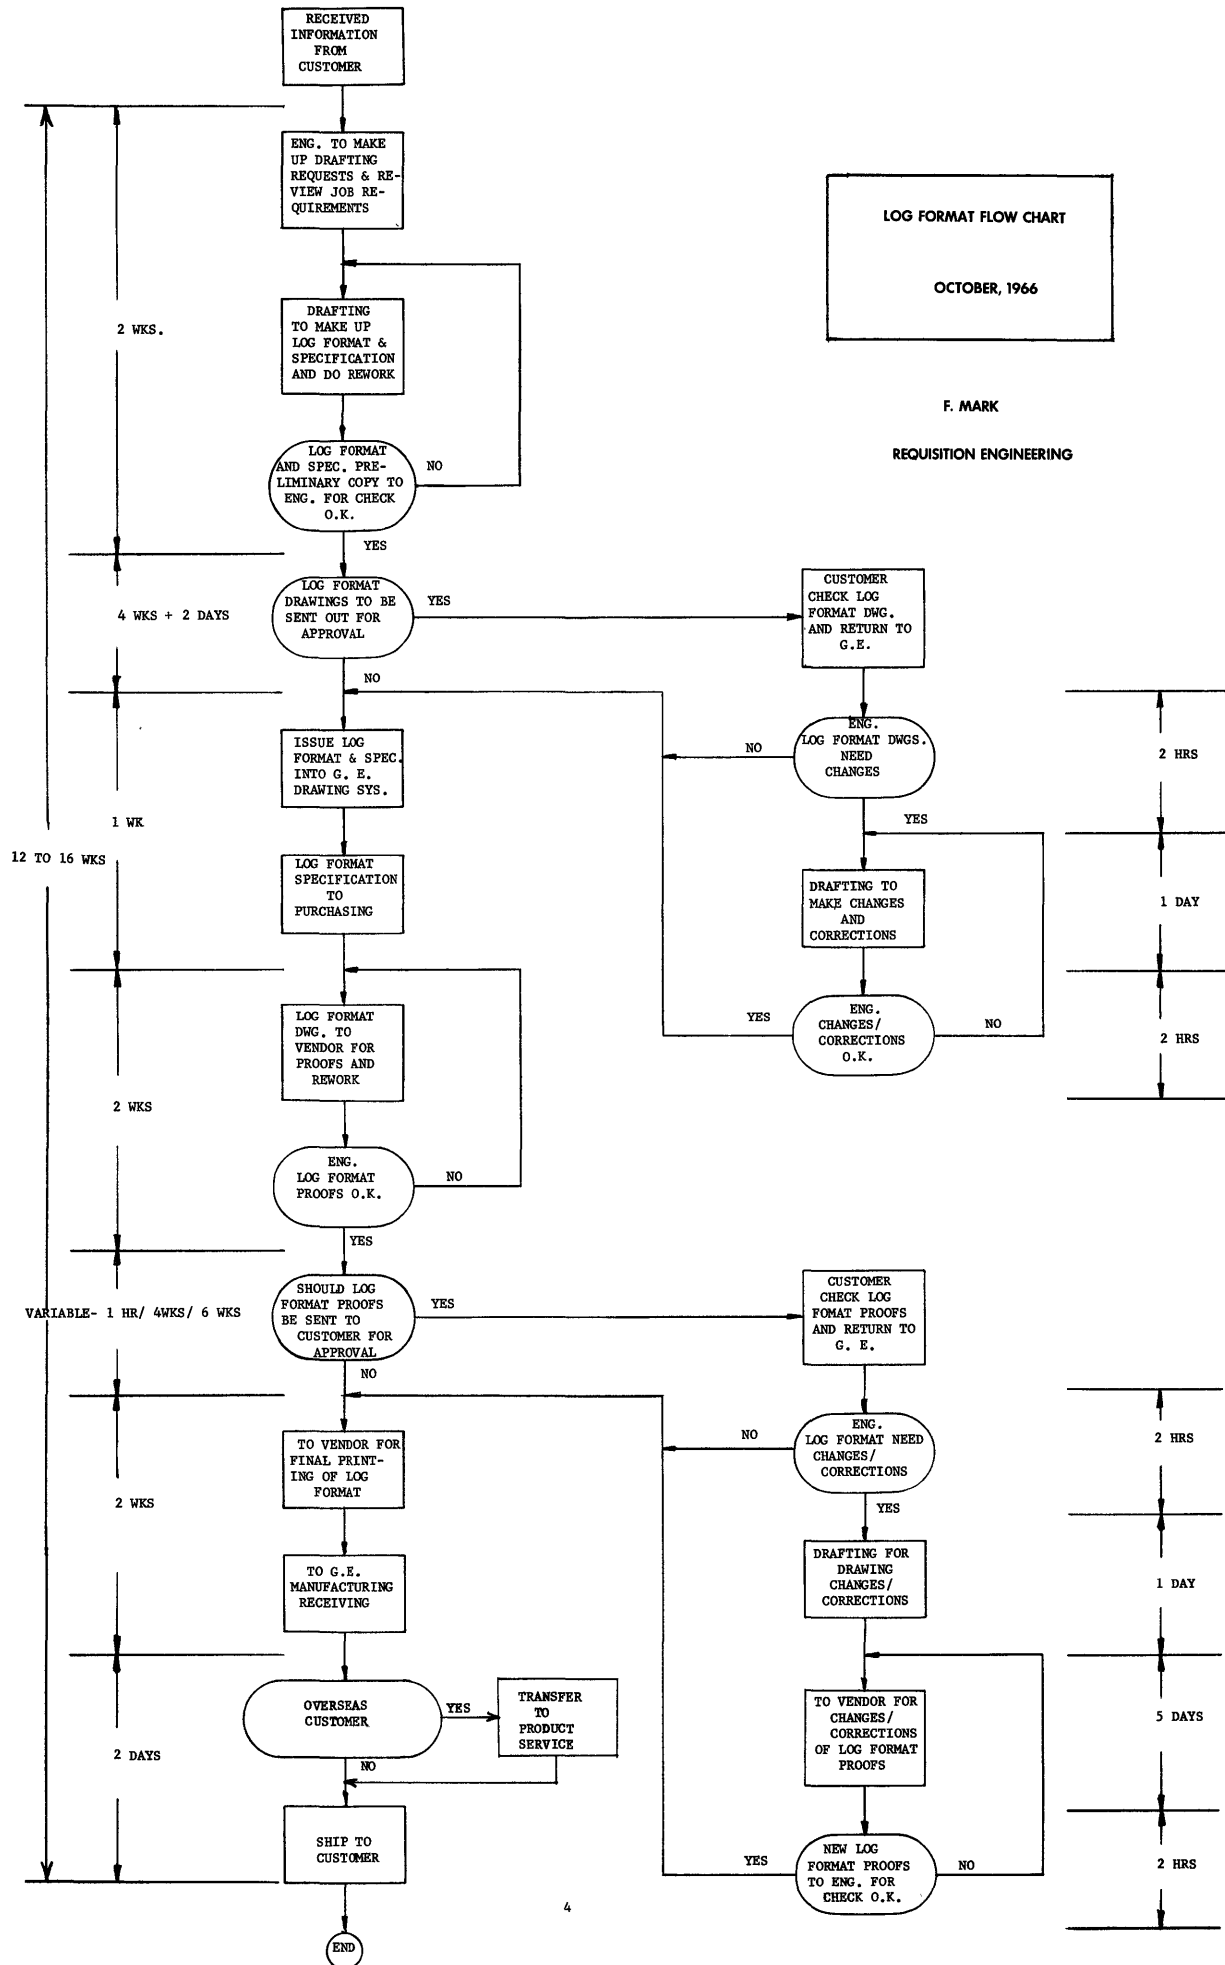 RECEIVED
INFORMATION
FROM
CUSTOMER
ENG. TO MAKE
UP DRAFTING
REQUESTS & RE-
VIEW JOB RE-
QUIREMENTS
LOG FORMAT FLOW CHART
OCTOBER, 1966
F. MARK
REQUISITION ENGINEERING
2 WKS.
DRAFTING
TO MAKE UP
LOG FORMAT &
SPECIFICATION
AND DO REWORK
LOG FORMAT
AND SPEC. PRE-
LIMINARY COPY TO
ENG. FOR CHECK
O.K.
NO
YES
4 WKS + 2 DAYS
LOG FORMAT
DRAWINGS TO BE
SENT OUT FOR
APPROVAL
YES
NO
CUSTOMER
CHECK LOG
FORMAT DWG.
AND RETURN TO
G.E.
ENG.
LOG FORMAT DWGS.
NEED
CHANGES
NO
YES
2 HRS
12 TO 16 WKS
1 WK
ISSUE LOG
FORMAT & SPEC.
INTO G. E.
DRAWING SYS.
LOG FORMAT
SPECIFICATION
TO
PURCHASING
DRAFTING TO
MAKE CHANGES
AND
CORRECTIONS
1 DAY
ENG.
CHANGES/
CORRECTIONS
O.K.
YES
NO
2 HRS
2 WKS
LOG FORMAT
DWG. TO
VENDOR FOR
PROOFS AND
REWORK
ENG.
LOG FORMAT
PROOFS O.K.
NO
YES
VARIABLE- 1 HR/ 4WKS/ 6 WKS
SHOULD LOG
FORMAT PROOFS
BE SENT TO
CUSTOMER FOR
APPROVAL
YES
NO
CUSTOMER
CHECK LOG
FOMAT PROOFS
AND RETURN TO
G. E.
ENG.
LOG FORMAT NEED
CHANGES/
CORRECTIONS
NO
YES
2 HRS
2 WKS
TO VENDOR FOR
FINAL PRINT-
ING OF LOG
FORMAT
TO G.E.
MANUFACTURING
RECEIVING
DRAFTING FOR
DRAWING
CHANGES/
CORRECTIONS
1 DAY
TO VENDOR FOR
CHANGES/
CORRECTIONS
OF LOG FORMAT
PROOFS
5 DAYS
2 DAYS
OVERSEAS
CUSTOMER
YES
NO
TRANSFER
TO
PRODUCT
SERVICE
SHIP TO
CUSTOMER
NEW LOG
FORMAT PROOFS
TO ENG. FOR
CHECK O.K.
YES
NO
2 HRS
END
4